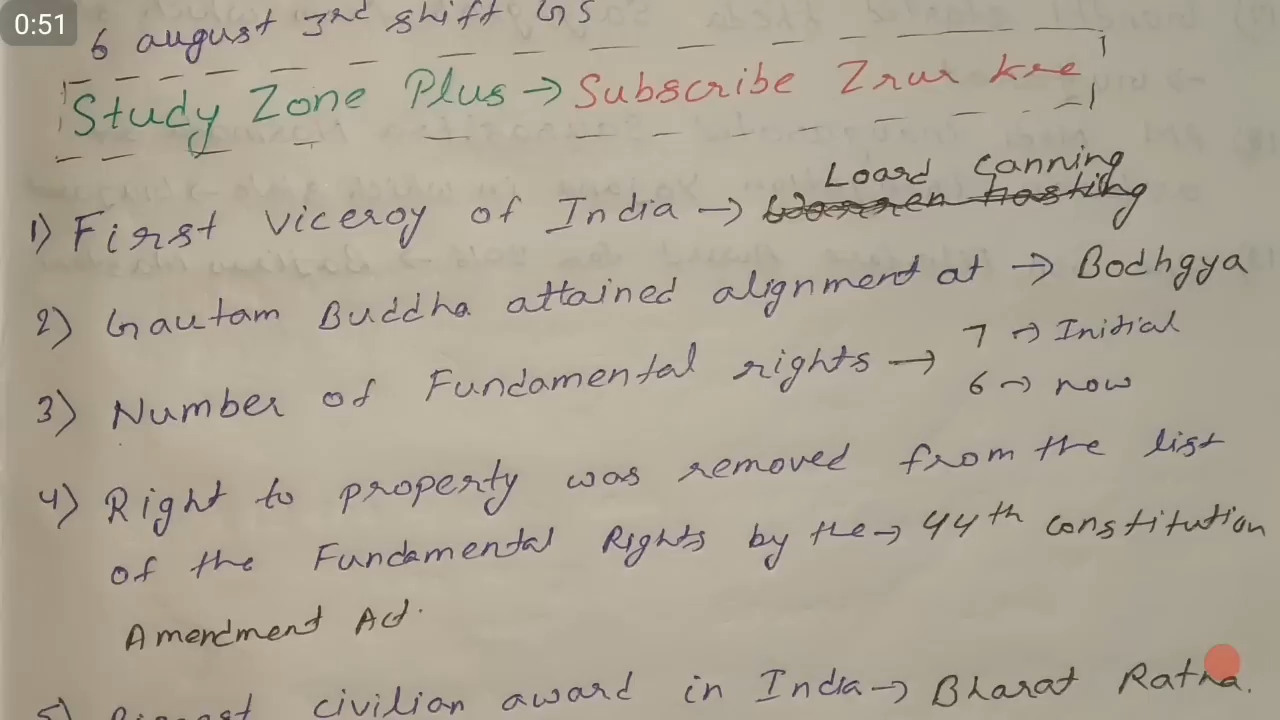 0:51
6 august 3rd shift GS
Study Zone Plus → Subscribe Zrur kre
Loard Canning
1) First viceroy of India → Warren hasting
2) Gautam Buddha attained alignment at → Bodhgya
7 → Initial
3) Number of Fundamental rights →
6 → now
4) Right to property was removed from the list
of the Fundamental Rights by the → 44th constitution
Amendment Act.
5) civilian award in India → Bharat Ratna.